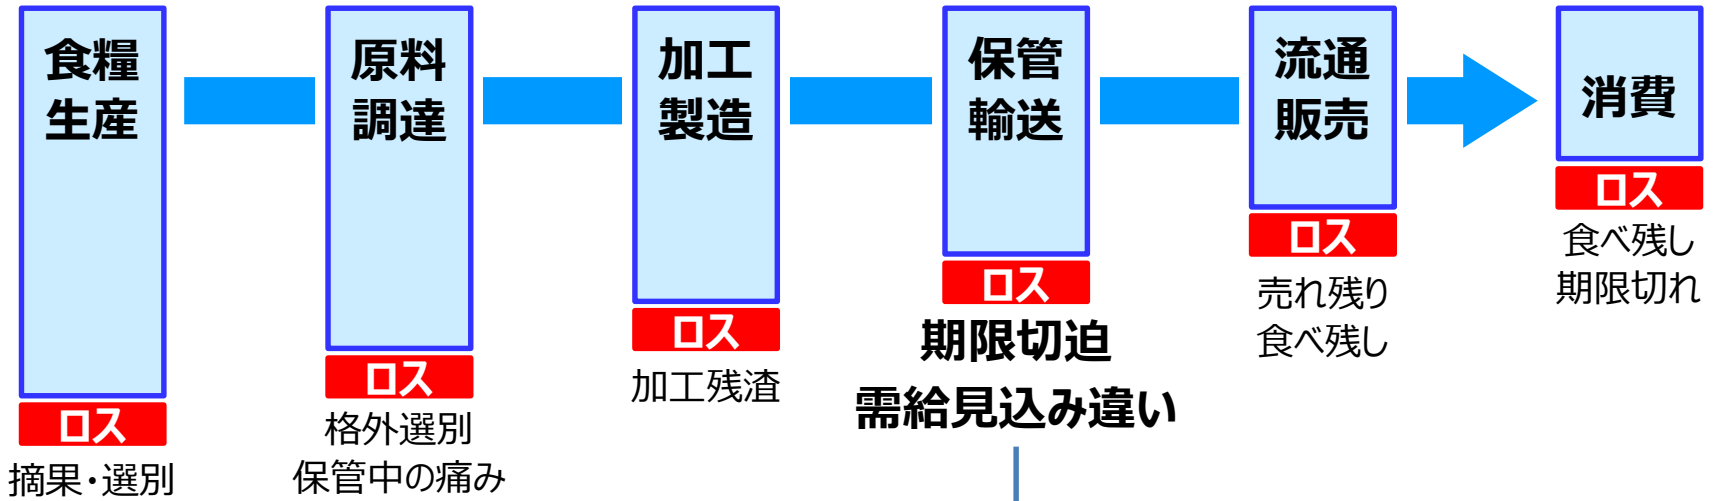 食糧
生産
原料
調達
加工
製造
保管
輸送
流通
販売
消費
ロス
摘果・選別
ロス
格外選別
保管中の痛み
ロス
加工残渣
ロス
期限切迫
需給見込み違い
ロス
売れ残り
食べ残し
ロス
食べ残し
期限切れ